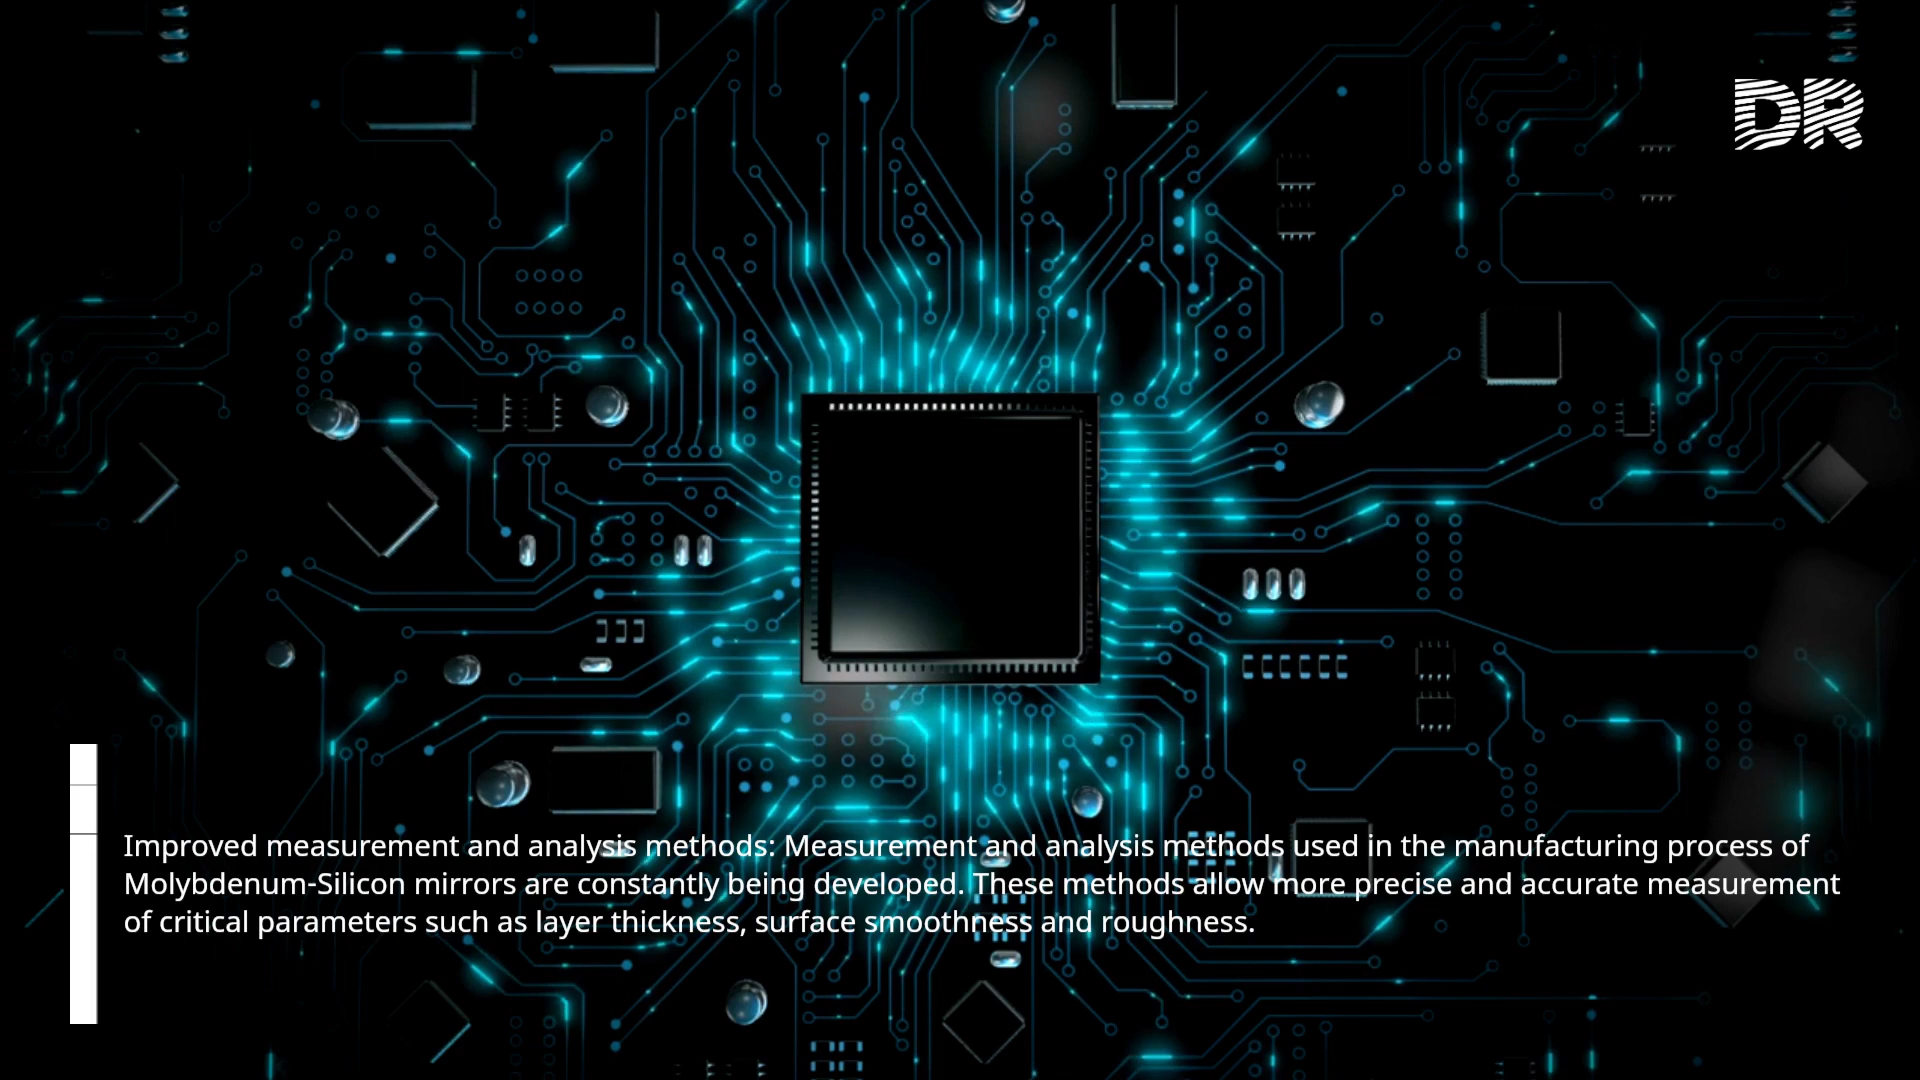 DR
Improved measurement and analysis methods: Measurement and analysis methods used in the manufacturing process of
Molybdenum-Silicon mirrors are constantly being developed. These methods allow more precise and accurate measurement
of critical parameters such as layer thickness, surface smoothness and roughness.